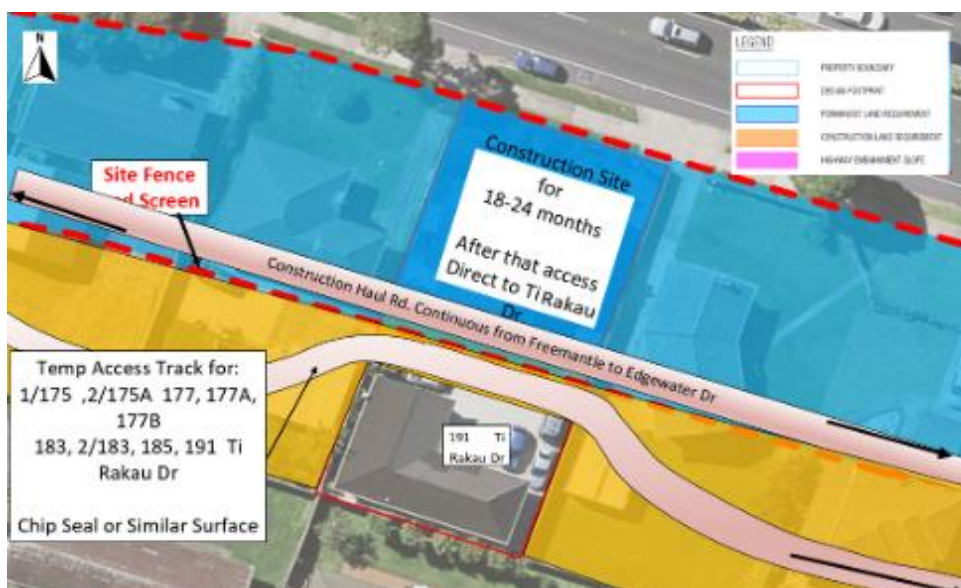 N
LEGEND
PROPERTY BOUNDARY
DESIGN FOOTPRINT
PERMANENT LAND REQUIREMENT
CONSTRUCTION LAND REQUIREMENT
HIGHWAY EMBANKMENT SLOPE
Construction Site
for
18-24 months
After that access
Direct to Ti Rakau
Dr
Site Fence
Screen
Construction Haul Rd. Continuous from Freemantle to Edgewater Dr
Temp Access Track for:
1/175 ,2/175A 177, 177A,
177B
183, 2/183, 185, 191 Ti
Rakau Dr
Chip Seal or Similar Surface
191 Ti
Rakau Dr